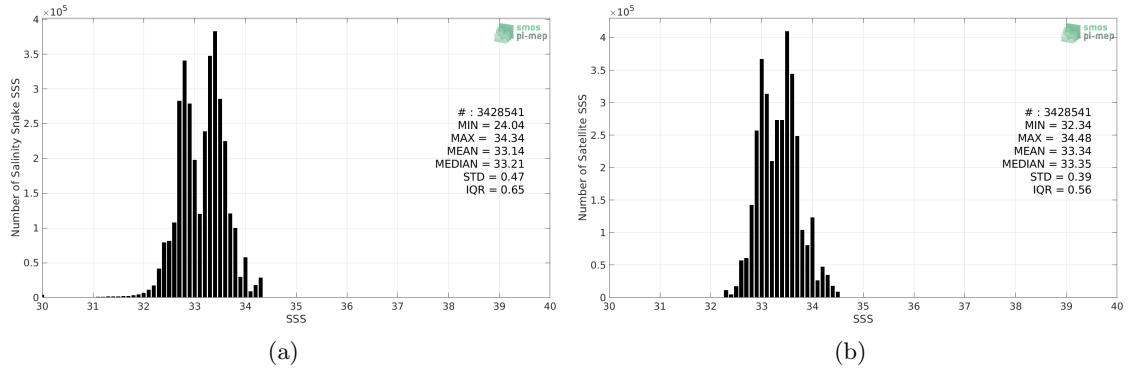 ×10^5
4
3.5
3
2.5
2
1.5
1
0.5
0
Number of Salinity Snake SSS
30 31 32 33 34 35 36 37 38 39 40
SSS
smos
pi-mep
# : 3428541
MIN = 24.04
MAX = 34.34
MEAN = 33.14
MEDIAN = 33.21
STD = 0.47
IQR = 0.65
(a)
×10^5
4
3.5
3
2.5
2
1.5
1
0.5
0
Number of Satellite SSS
30 31 32 33 34 35 36 37 38 39 40
SSS
smos
pi-mep
# : 3428541
MIN = 32.34
MAX = 34.48
MEAN = 33.34
MEDIAN = 33.35
STD = 0.39
IQR = 0.56
(b)